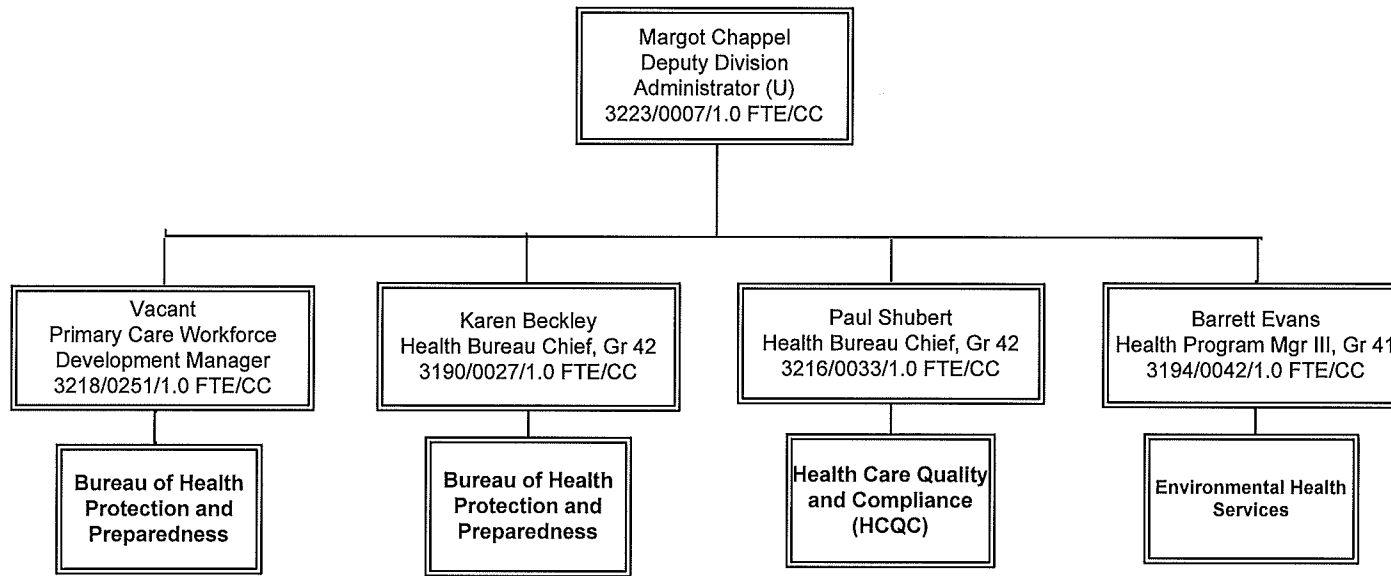 Margot Chappel
Deputy Division
Administrator (U)
3223/0007/1.0 FTE/CC
Vacant
Primary Care Workforce
Development Manager
3218/0251/1.0 FTE/CC
Karen Beckley
Health Bureau Chief, Gr 42
3190/0027/1.0 FTE/CC
Paul Shubert
Health Bureau Chief, Gr 42
3216/0033/1.0 FTE/CC
Barrett Evans
Health Program Mgr III, Gr 41
3194/0042/1.0 FTE/CC
Bureau of Health
Protection and
Preparedness
Bureau of Health
Protection and
Preparedness
Health Care Quality
and Compliance
(HCQC)
Environmental Health
Services